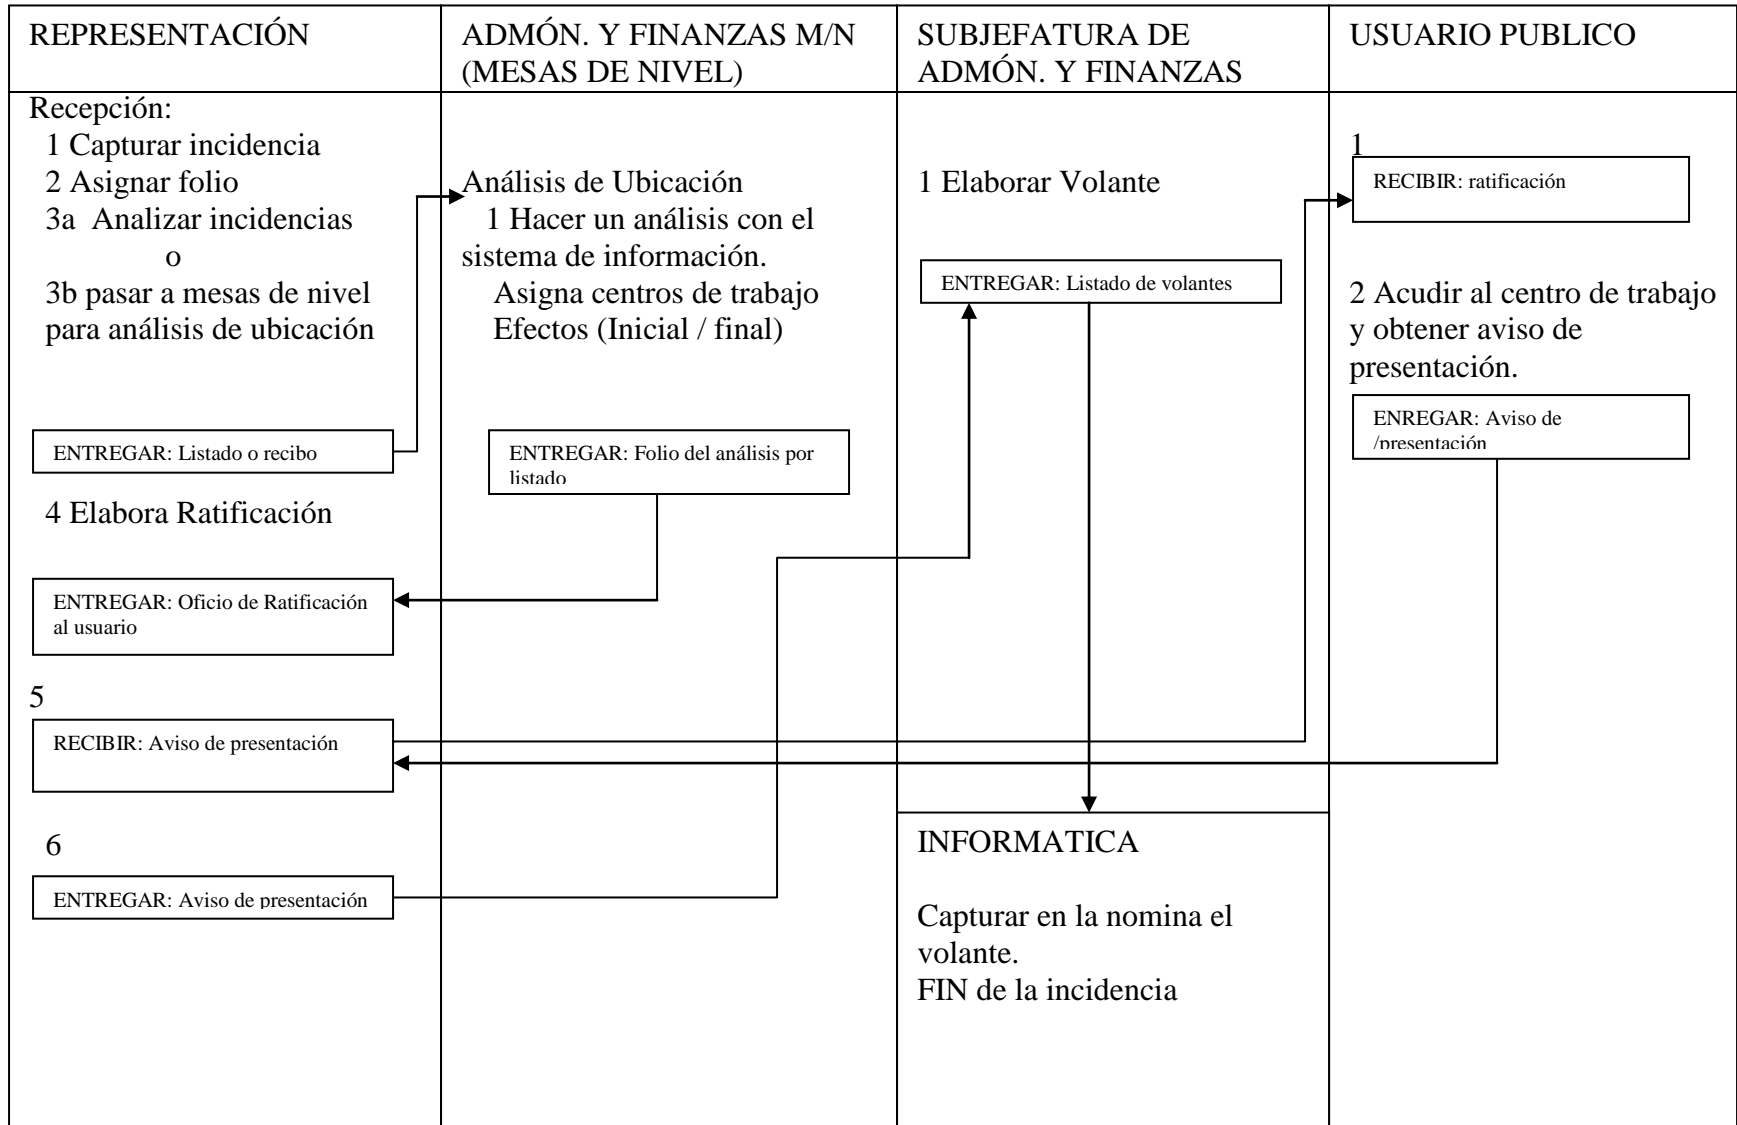 REPRESENTACIÓN
ADMÓN. Y FINANZAS M/N
(MESAS DE NIVEL)
SUBJEFATURA DE
ADMÓN. Y FINANZAS
USUARIO PUBLICO
Recepción:
1 Capturar incidencia
2 Asignar folio
3a Analizar incidencias
o
3b pasar a mesas de nivel
para análisis de ubicación
ENTREGAR: Listado o recibo
4 Elabora Ratificación
ENTREGAR: Oficio de Ratificación
al usuario
5
RECIBIR: Aviso de presentación
6
ENTREGAR: Aviso de presentación
Análisis de Ubicación
1 Hacer un análisis con el
sistema de información.
Asigna centros de trabajo
Efectos (Inicial / final)
ENTREGAR: Folio del análisis por
listado
1 Elaborar Volante
ENTREGAR: Listado de volantes
INFORMATICA
Capturar en la nomina el
volante.
FIN de la incidencia
1
RECIBIR: ratificación
2 Acudir al centro de trabajo
y obtener aviso de
presentación.
ENREGAR: Aviso de
/presentación